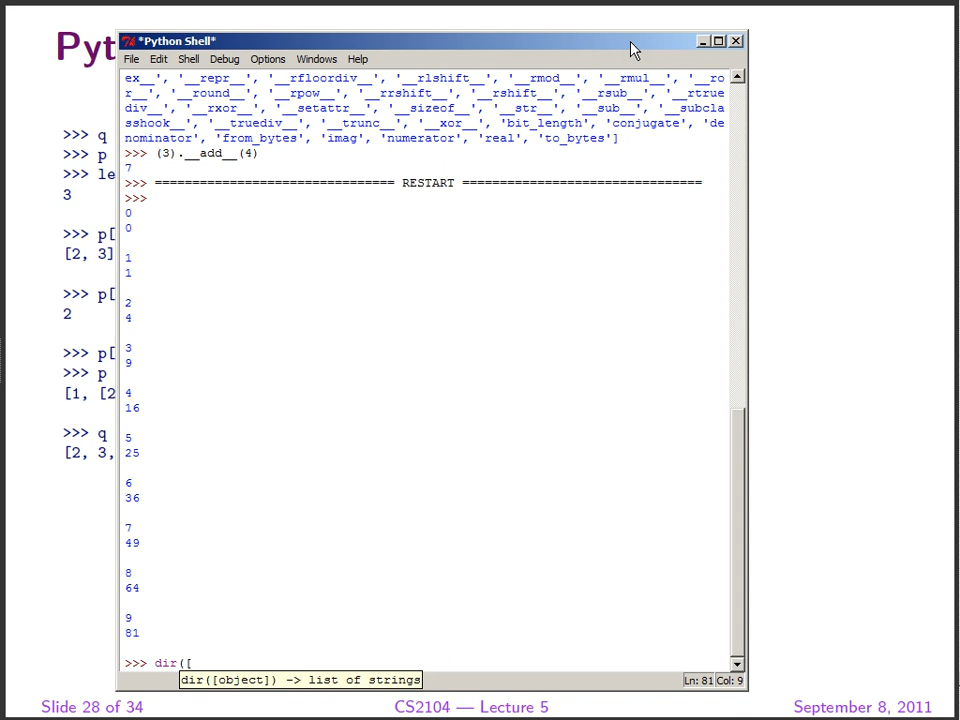 Pyt
*Python Shell*
File Edit Shell Debug Options Windows Help
ex__', '__repr__', '__rfloordiv__', '__rlshift__', '__rmod__', '__rmul__', '__ro
r__', '__round__', '__rpow__', '__rrshift__', '__rshift__', '__rsub__', '__rtrue
div__', '__rxor__', '__setattr__', '__sizeof__', '__str__', '__sub__', '__subcla
sshook__', '__truediv__', '__trunc__', '__xor__', 'bit_length', 'conjugate', 'de
nominator', 'from_bytes', 'imag', 'numerator', 'real', 'to_bytes']
>>> (3).__add__(4)
7
>>> ================================ RESTART ================================
>>>
0
0
1
1
2
4
3
9
4
16
5
25
6
36
7
49
8
64
9
81
>>> dir([
dir([object]) -> list of strings
Ln: 81 Col: 9
>>> q
>>> p
>>> le
3
>>> p[
[2, 3]
>>> p[
2
>>> p[
>>> p
[1, [2
>>> q
[2, 3,
Slide 28 of 34
CS2104 — Lecture 5
September 8, 2011